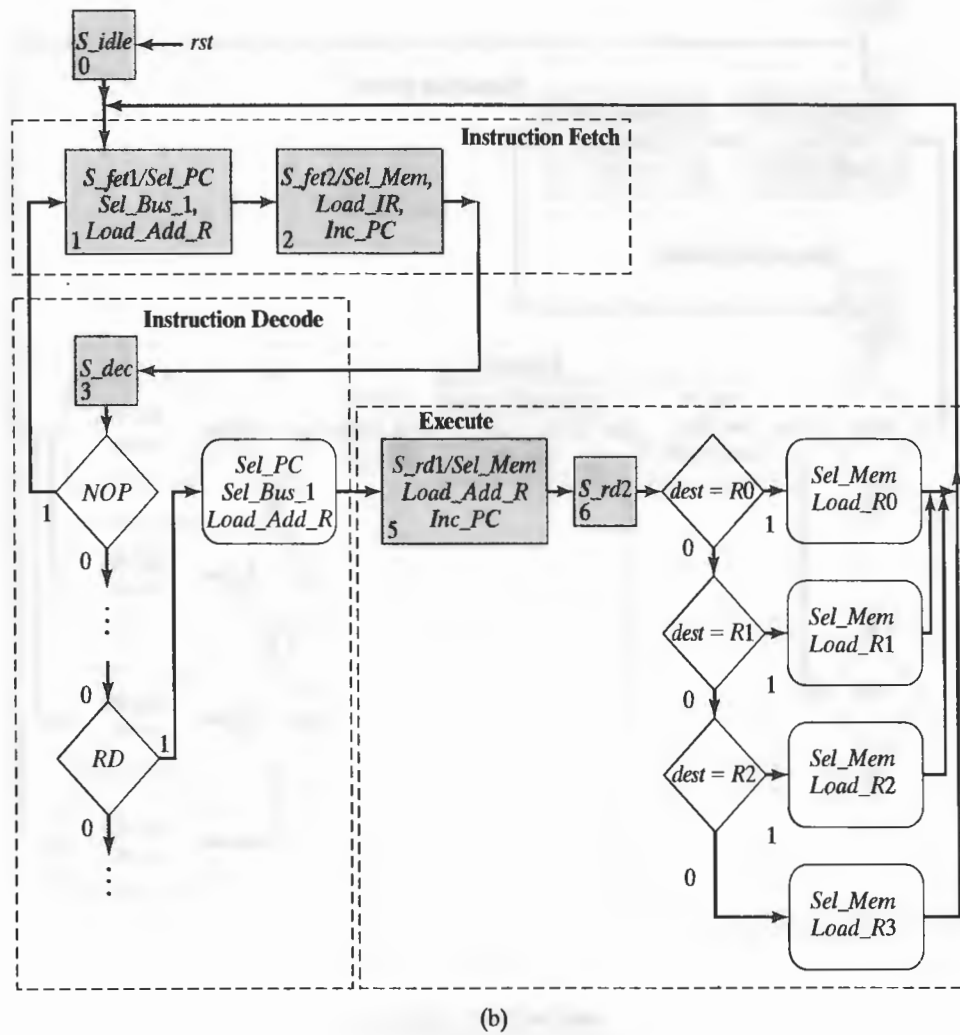 S_idle
0
rst
Instruction Fetch
S_fet1/Sel_PC
Sel_Bus_1,
Load_Add_R
1
S_fet2/Sel_Mem,
Load_IR,
Inc_PC
2
Instruction Decode
S_dec
3
NOP
1
0
Sel_PC
Sel_Bus_1
Load_Add_R
0
RD
1
0
Execute
S_rd1/Sel_Mem
Load_Add_R
Inc_PC
5
S_rd2
6
dest = R0
1
0
Sel_Mem
Load_R0
dest = R1
1
0
Sel_Mem
Load_R1
dest = R2
1
0
Sel_Mem
Load_R2
Sel_Mem
Load_R3
(b)